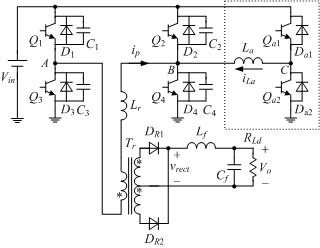 Q1 D1 C1 Q2 D2 C2 Qa1 Da1
La
A ip B C
Vin iLa
Q3 D3 C3 Lr Q4 D4 C4 Qa2 Da2
Tr DR1 Lf RLd
+ + +
* vrect Cf Vo
* − −
DR2